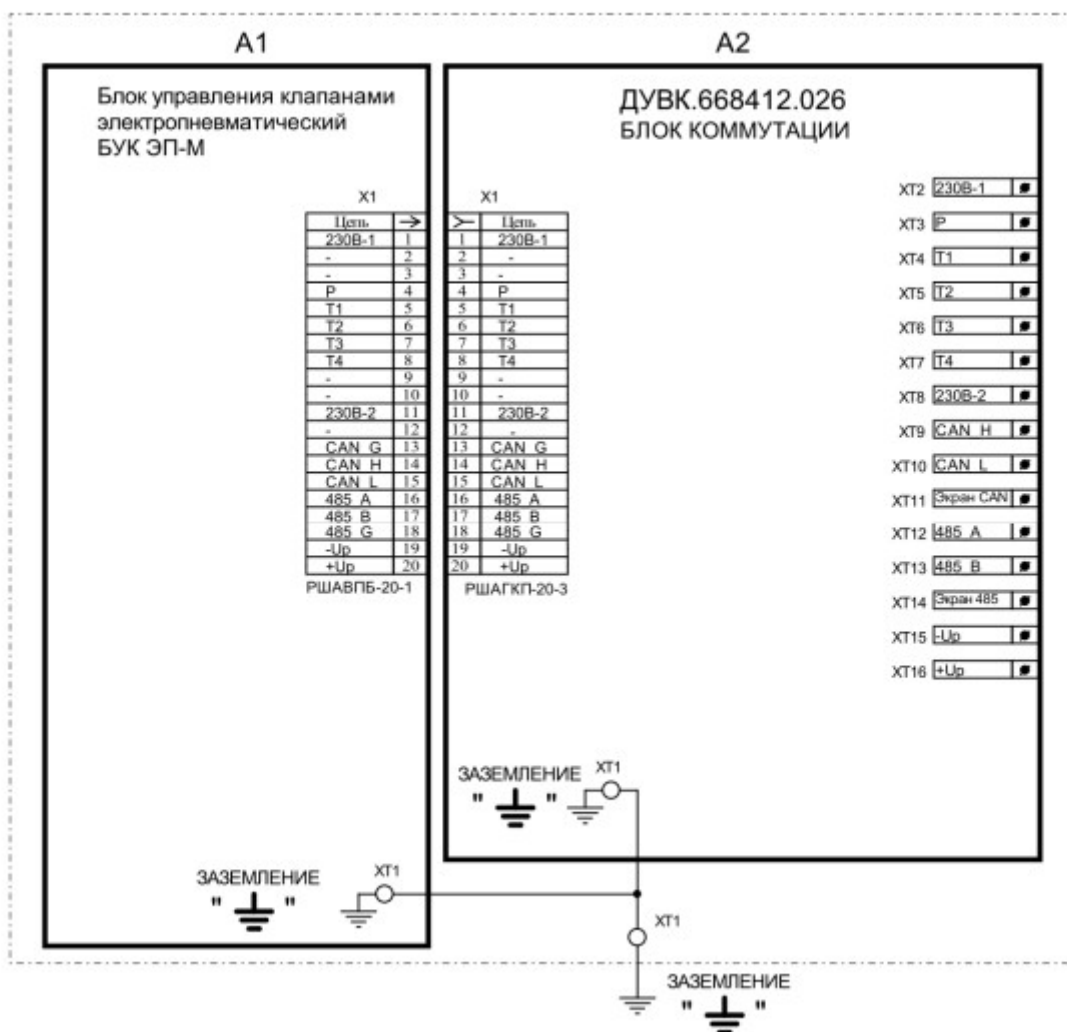 A1
A2
Блок управления клапанами
электропневматический
БУК ЭП-М
ДУВК.668412.026
БЛОК КОММУТАЦИИ
X1
Цепь
230В-1 1
- 2
- 3
P 4
T1 5
T2 6
T3 7
T4 8
- 9
- 10
230В-2 11
- 12
CAN G 13
CAN H 14
CAN L 15
485 A 16
485 B 17
485 G 18
-Up 19
+Up 20
РШАВПБ-20-1
X1
Цепь
1 230В-1
2 -
3 -
4 P
5 T1
6 T2
7 T3
8 T4
9 -
10 -
11 230В-2
12 -
13 CAN G
14 CAN H
15 CAN L
16 485 A
17 485 B
18 485 G
19 -Up
20 +Up
РШАГКП-20-3
XT2 230В-1
XT3 P
XT4 T1
XT5 T2
XT6 T3
XT7 T4
XT8 230В-2
XT9 CAN H
XT10 CAN L
XT11 Экран CAN
XT12 485 A
XT13 485 B
XT14 Экран 485
XT15 -Up
XT16 +Up
ЗАЗЕМЛЕНИЕ
" "
XT1
ЗАЗЕМЛЕНИЕ
" "
XT1
XT1
ЗАЗЕМЛЕНИЕ
" "